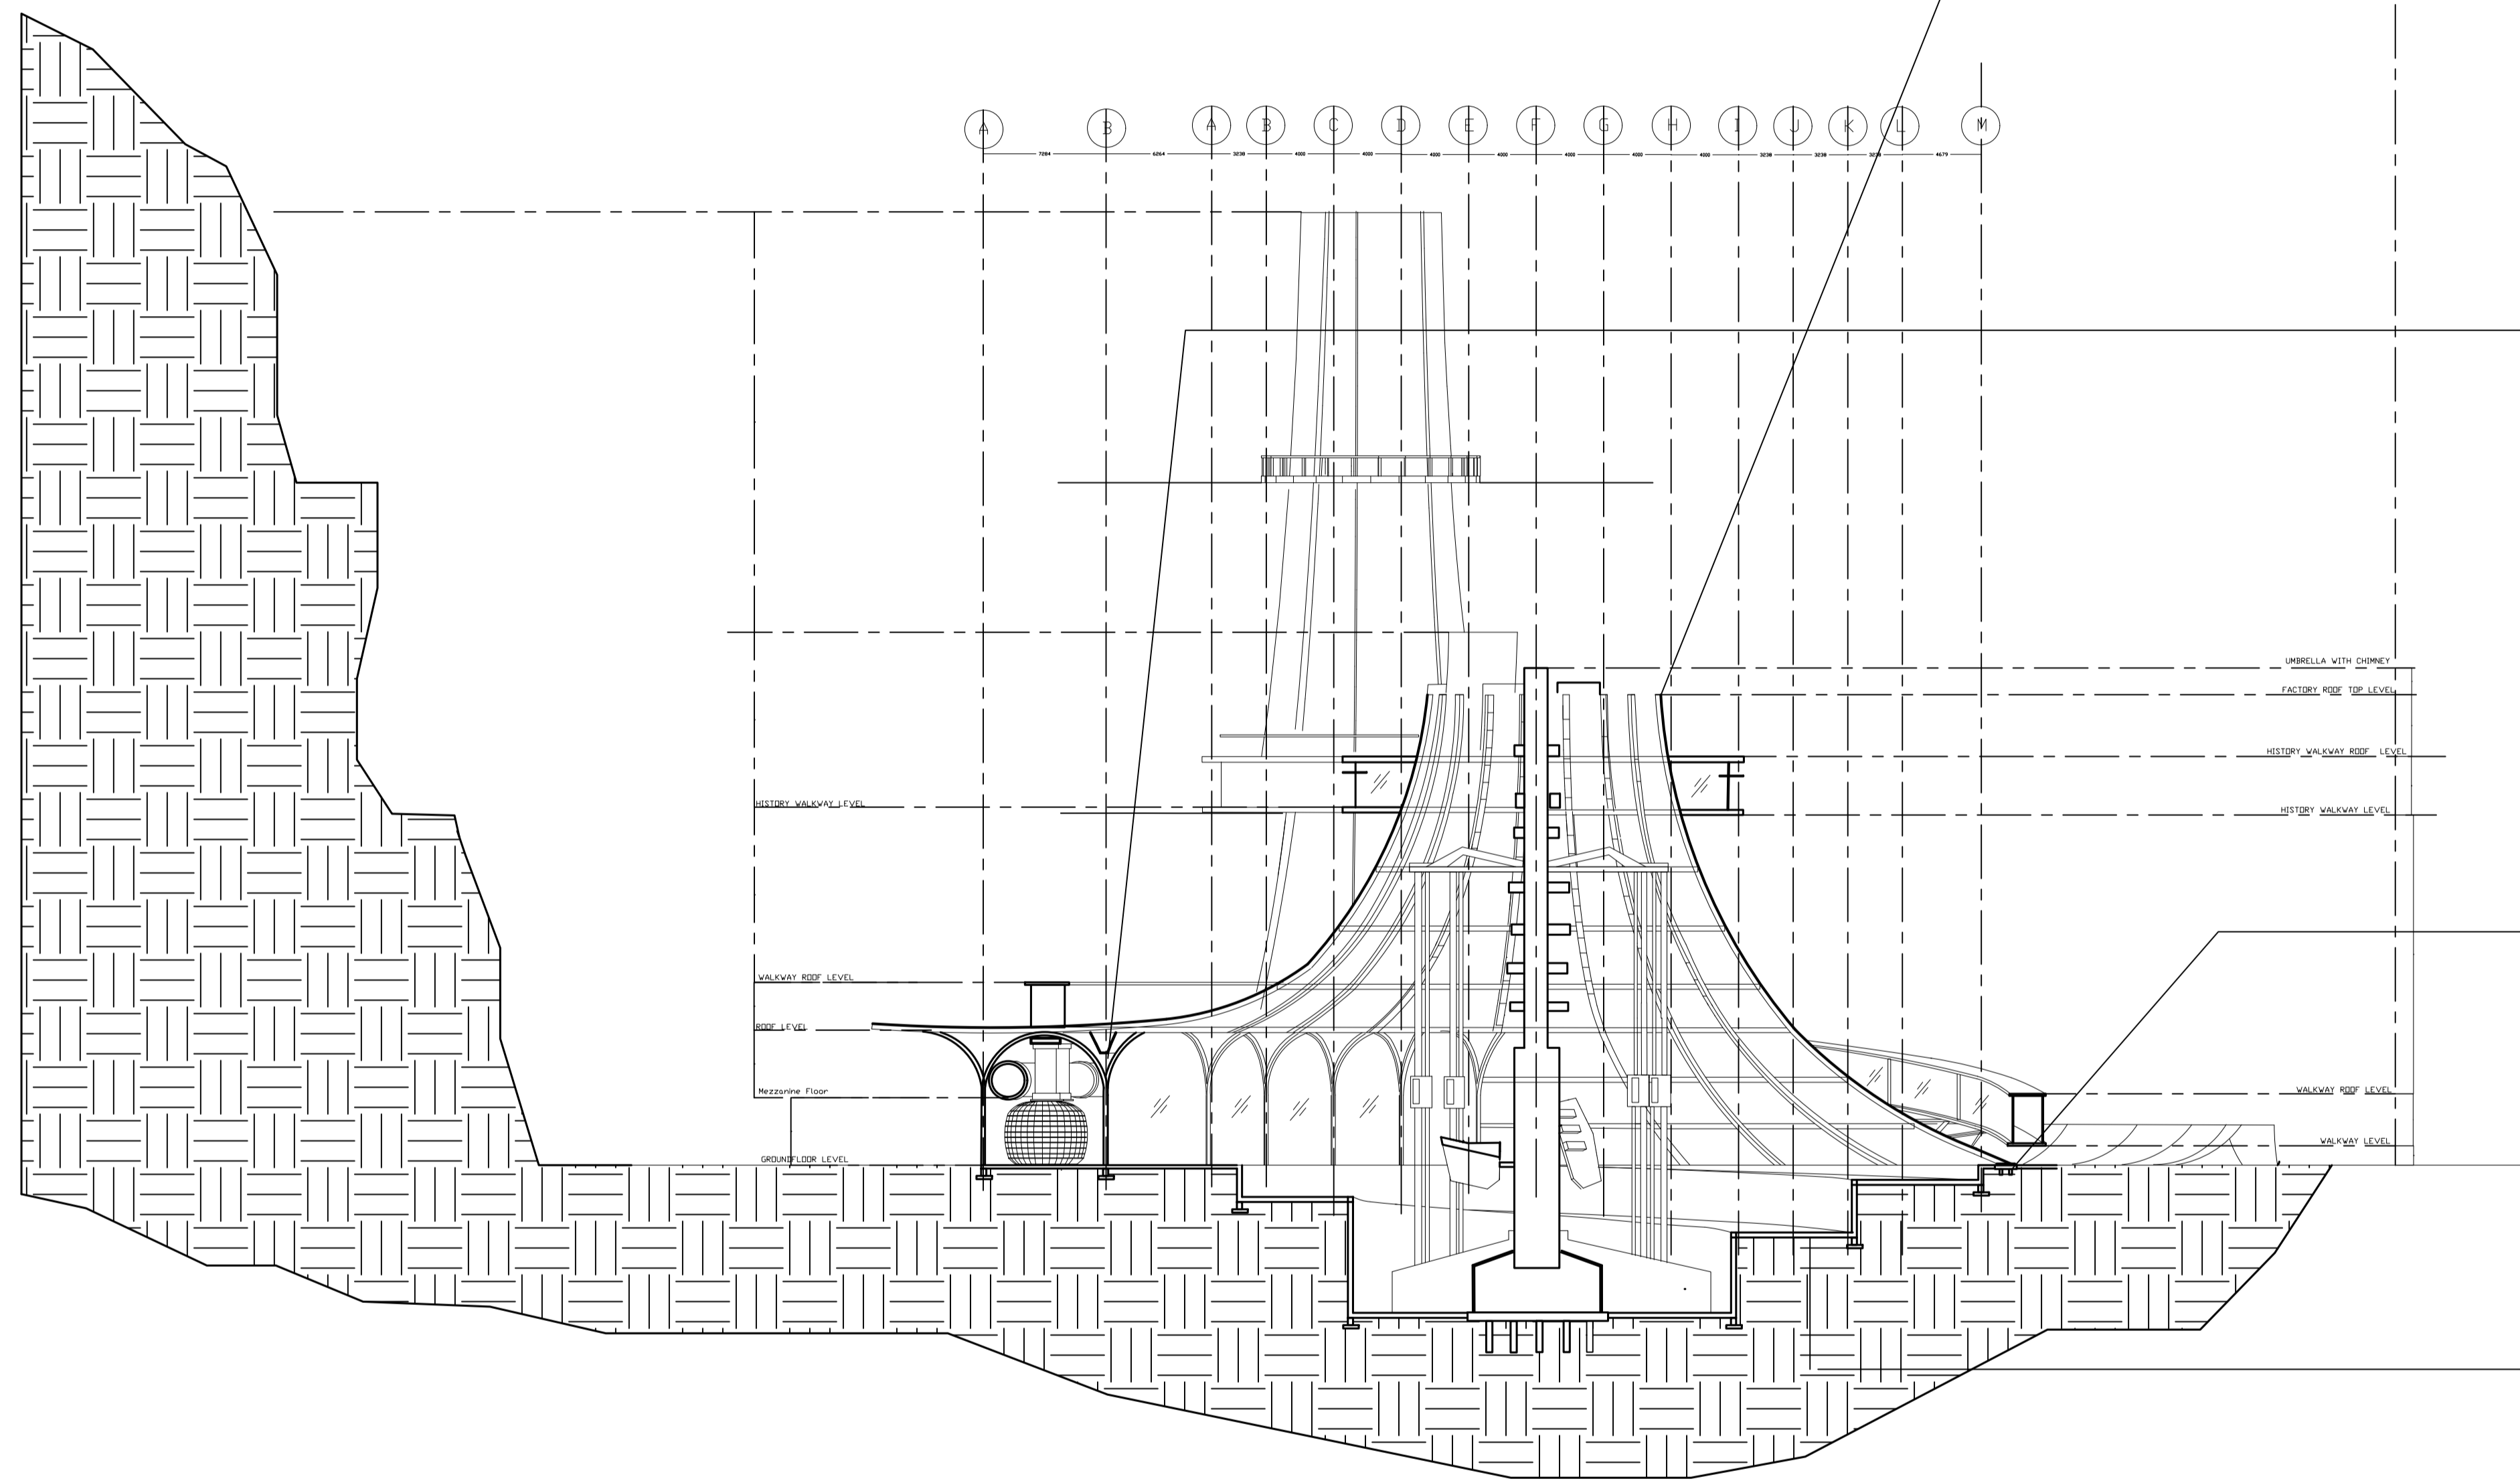 A B A B C D E F G H I J K L M
7284 6264 3238 4000 4000 4000 4000 4000 4000 4000 3238 3238 3238 4679
UMBRELLA WITH CHIMNEY
FACTORY ROOF TOP LEVEL
HISTORY WALKWAY ROOF LEVEL
HISTORY WALKWAY LEVEL
HISTORY WALKWAY LEVEL
WALKWAY ROOF LEVEL
ROOF LEVEL
Mezzanine Floor
WALKWAY ROOF LEVEL
WALKWAY LEVEL
GROUNDFLOOR LEVEL